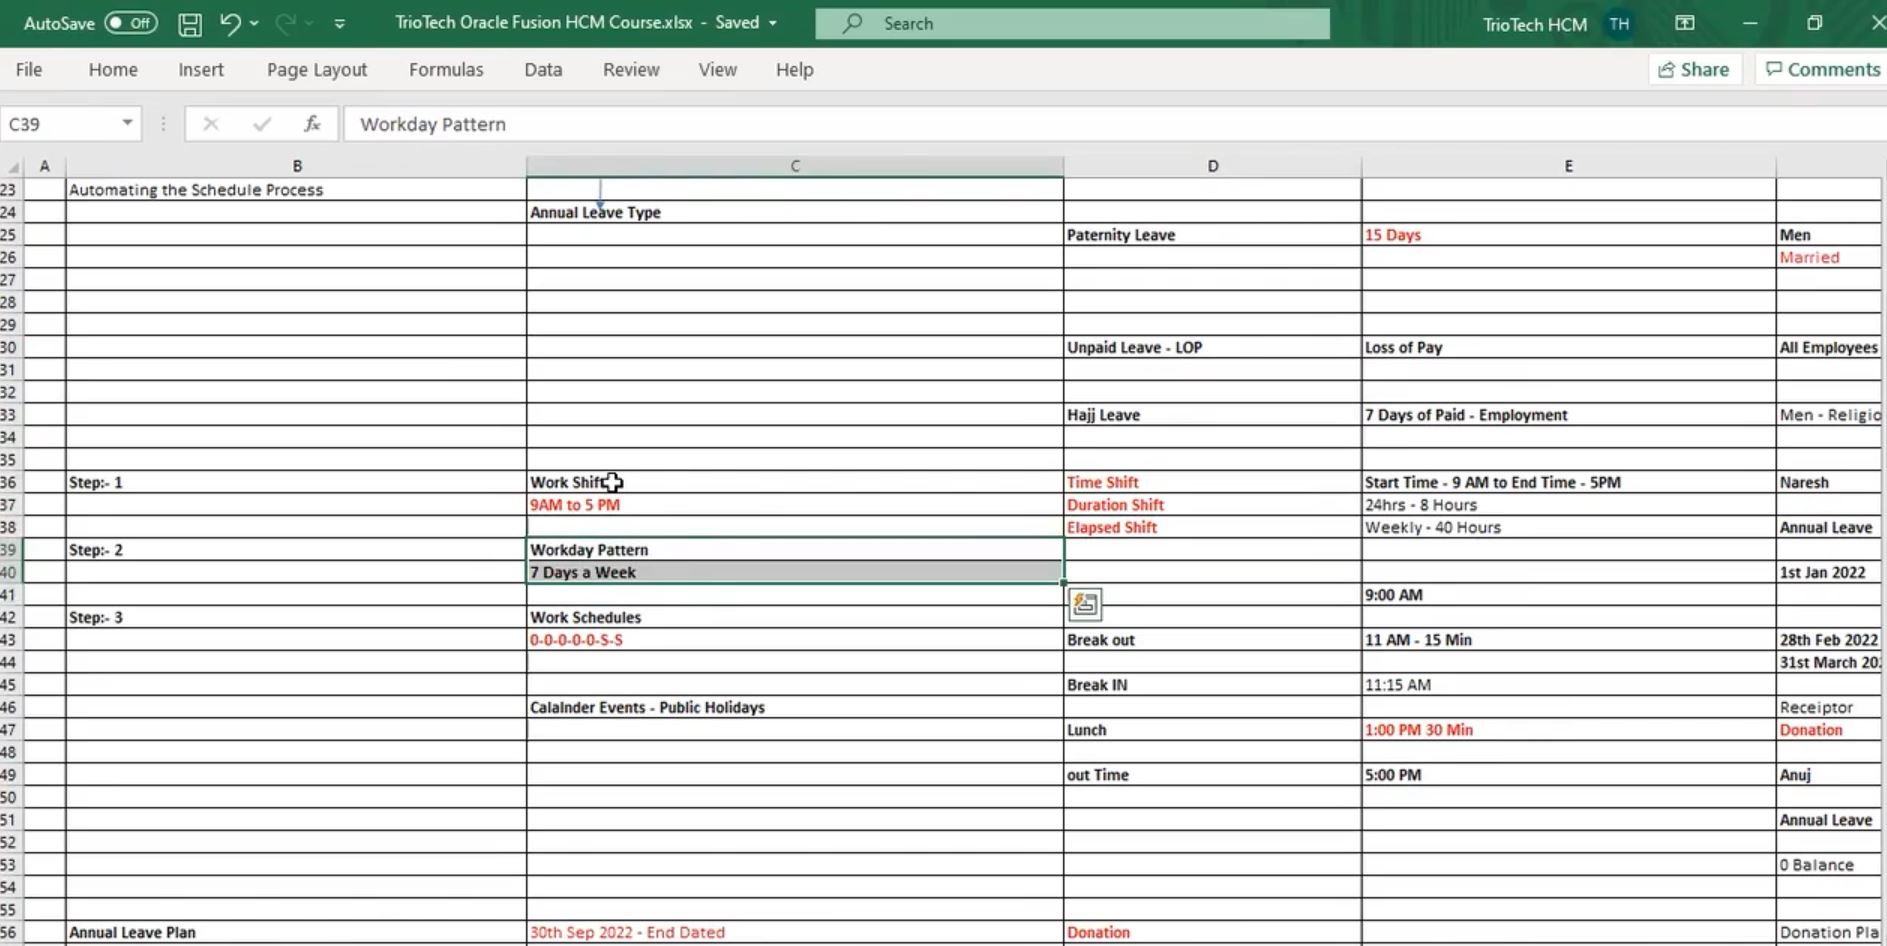 AutoSave Off TrioTech Oracle Fusion HCM Course.xlsx - Saved Search TrioTech HCM TH
File Home Insert Page Layout Formulas Data Review View Help Share Comments
C39 fx Workday Pattern
A B C D E
23 Automating the Schedule Process
24 Annual Leave Type
25 Paternity Leave 15 Days Men
26 Married
27
28
29
30 Unpaid Leave - LOP Loss of Pay All Employees
31
32
33 Hajj Leave 7 Days of Paid - Employment Men - Religio
34
35
36 Step:- 1 Work Shift Time Shift Start Time - 9 AM to End Time - 5PM Naresh
37 9AM to 5 PM Duration Shift 24hrs - 8 Hours
38 Elapsed Shift Weekly - 40 Hours Annual Leave
39 Step:- 2 Workday Pattern
40 7 Days a Week 1st Jan 2022
41 9:00 AM
42 Step:- 3 Work Schedules
43 0-0-0-0-0-S-S Break out 11 AM - 15 Min 28th Feb 2022
44 31st March 202
45 Break IN 11:15 AM
46 Calalnder Events - Public Holidays Receiptor
47 Lunch 1:00 PM 30 Min Donation
48
49 out Time 5:00 PM Anuj
50
51 Annual Leave
52
53 0 Balance
54
55
56 Annual Leave Plan 30th Sep 2022 - End Dated Donation Donation Pla